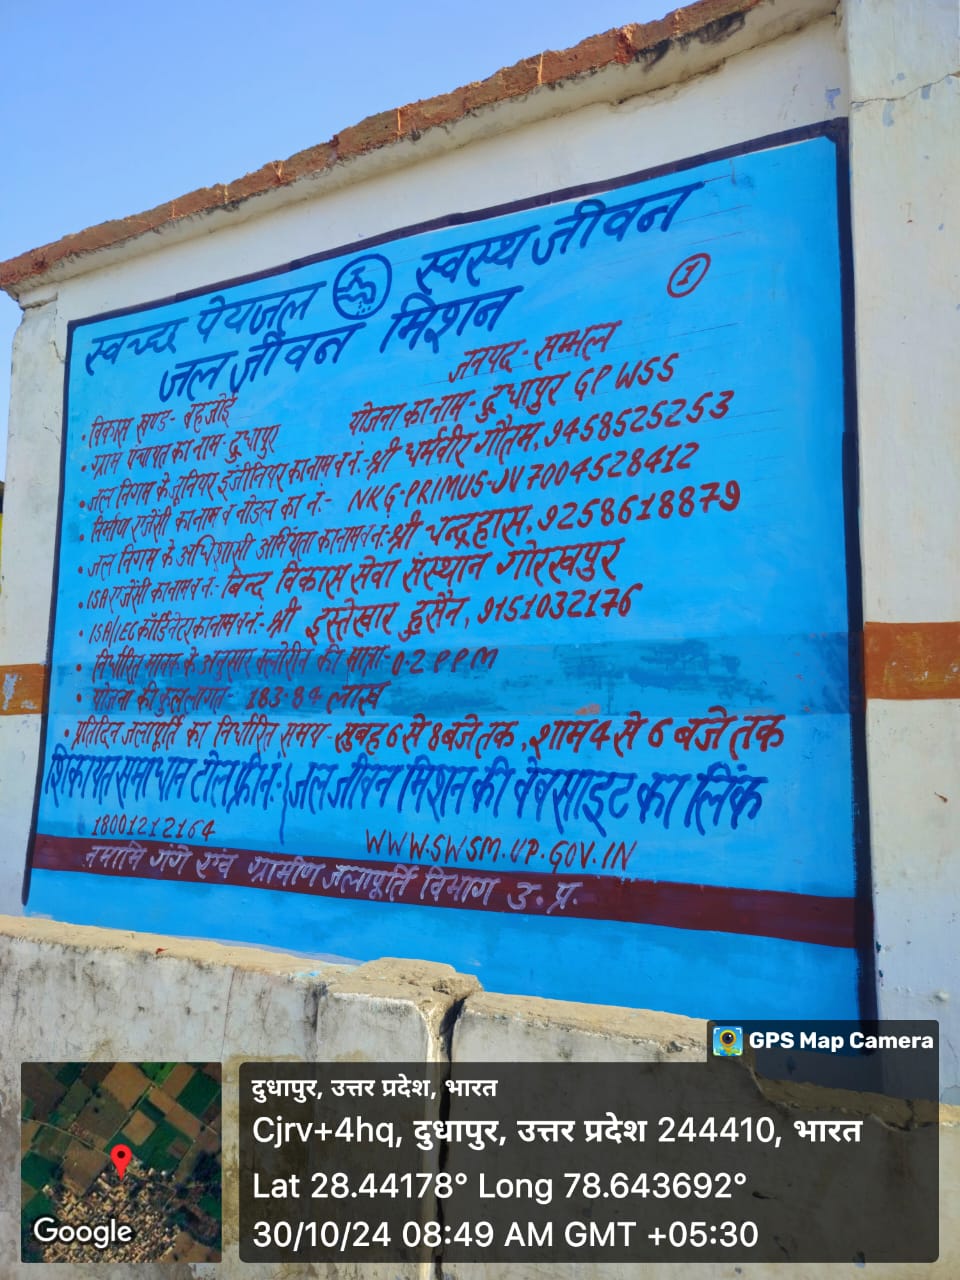 स्वच्छ पेयजल स्वस्थ जीवन
जल जीवन मिशन
1
जनपद- सम्भल
• विकास खण्ड- बहजोई
योजना का नाम- दुधापुर GP WSS
• ग्राम पंचायत का नाम- दुधापुर
• जल निगम के जूनियर इंजीनियर का नाम व नं:- श्री धर्मवीर गौतम, 9458525253
• निर्माण एजेंसी का नाम व नोडल का नं:- NKG-PRIMUS-JV 7004528412
• जल निगम के अधिशासी अभियंता का नाम व नं:- श्री चन्द्रहास, 9258618879
• ISA एजेंसी का नाम व नं:- बिन्द विकास सेवा संस्थान गोरखपुर
• ISA/IEC कॉर्डिनेटर का नाम व नं:- श्री इस्तेखार हुसैन, 9151032176
• निर्धारित मानक के अनुसार क्लोरीन की मात्रा- 0.2 PPM
• योजना की कुल लागत- 183.84 लाख
• प्रतिदिन जलापूर्ति का निर्धारित समय- सुबह 6 से 8 बजे तक, शाम 4 से 6 बजे तक
शिकायत समाधान टोल फ्री नं:- जल जीवन मिशन की वेबसाइट का लिंक
18001212164
WWW.SWSM.UP.GOV.IN
नमामि गंगे एवं ग्रामीण जलापूर्ति विभाग उ. प्र.
GPS Map Camera
दुधापुर, उत्तर प्रदेश, भारत
Cjrv+4hq, दुधापुर, उत्तर प्रदेश 244410, भारत
Lat 28.44178° Long 78.643692°
30/10/24 08:49 AM GMT +05:30
Google